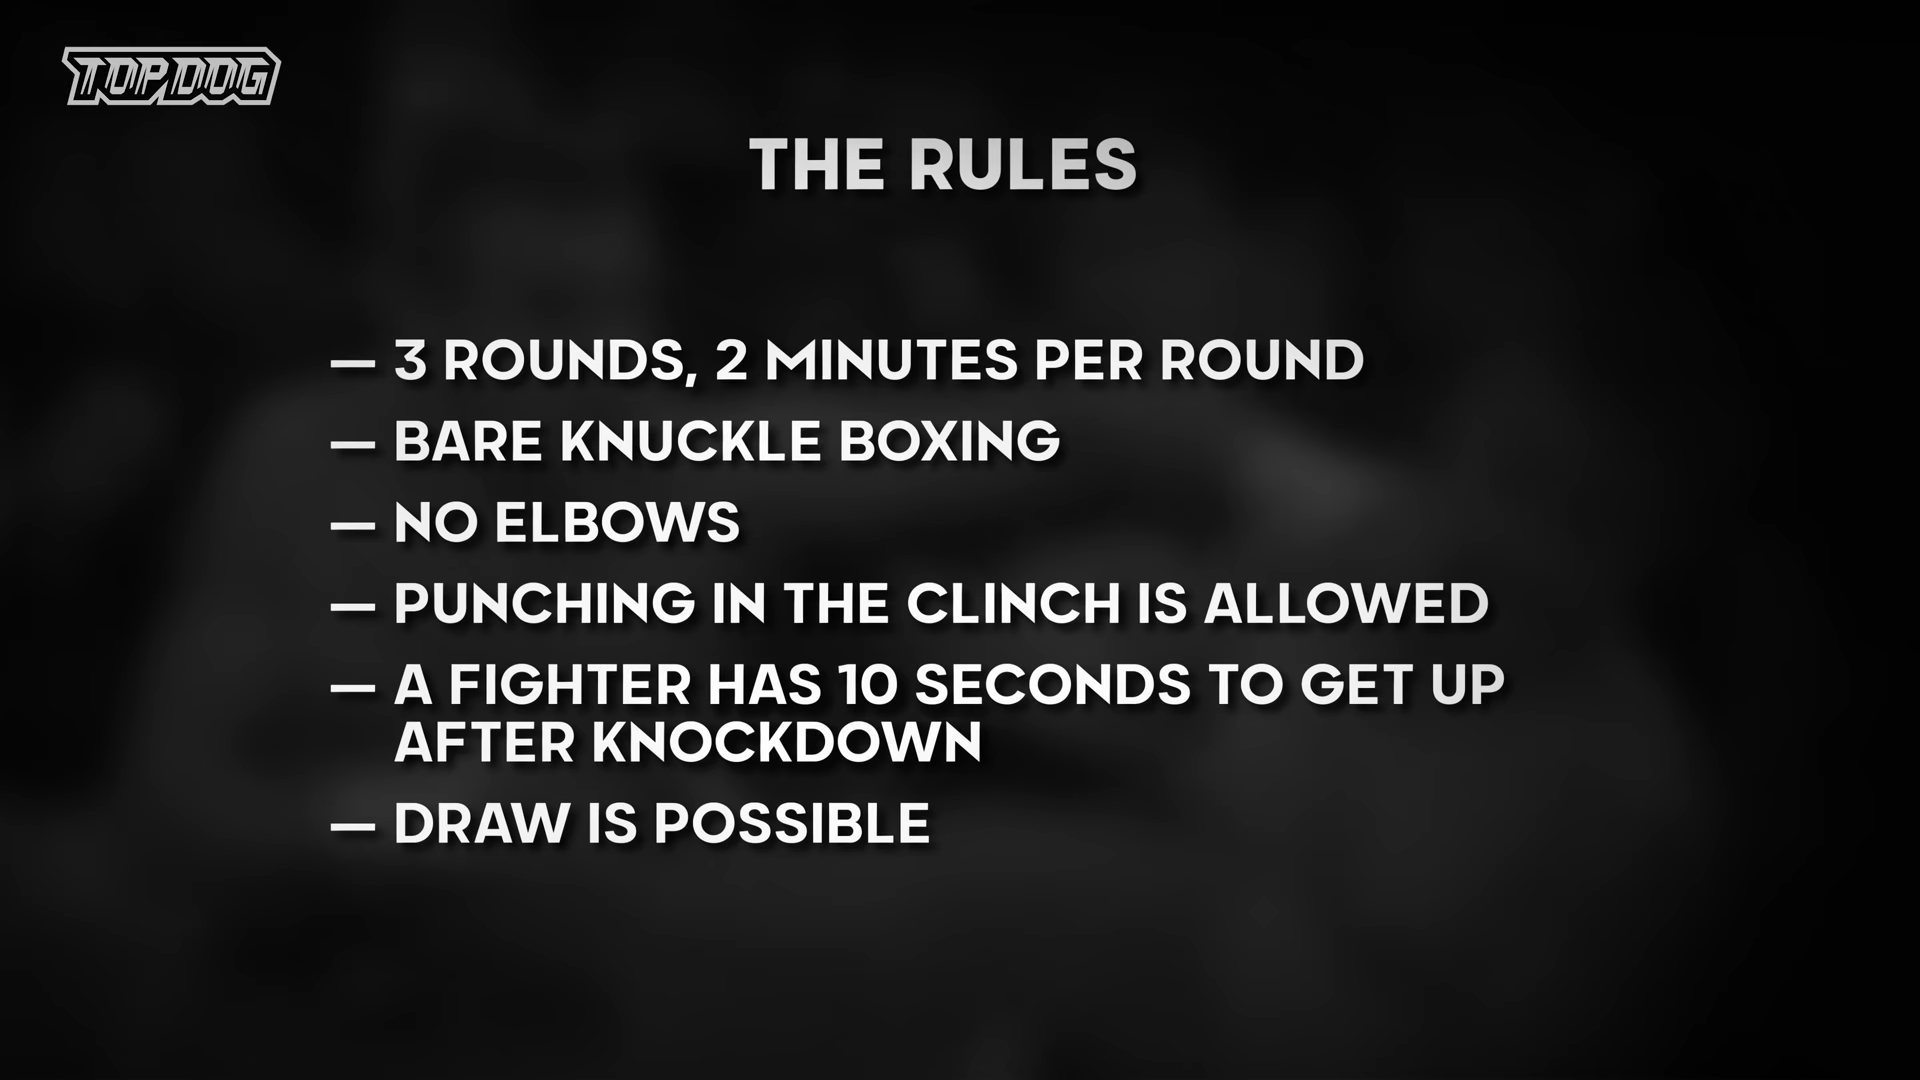 TOP DOG
THE RULES
— 3 ROUNDS, 2 MINUTES PER ROUND
— BARE KNUCKLE BOXING
— NO ELBOWS
— PUNCHING IN THE CLINCH IS ALLOWED
— A FIGHTER HAS 10 SECONDS TO GET UP
AFTER KNOCKDOWN
— DRAW IS POSSIBLE